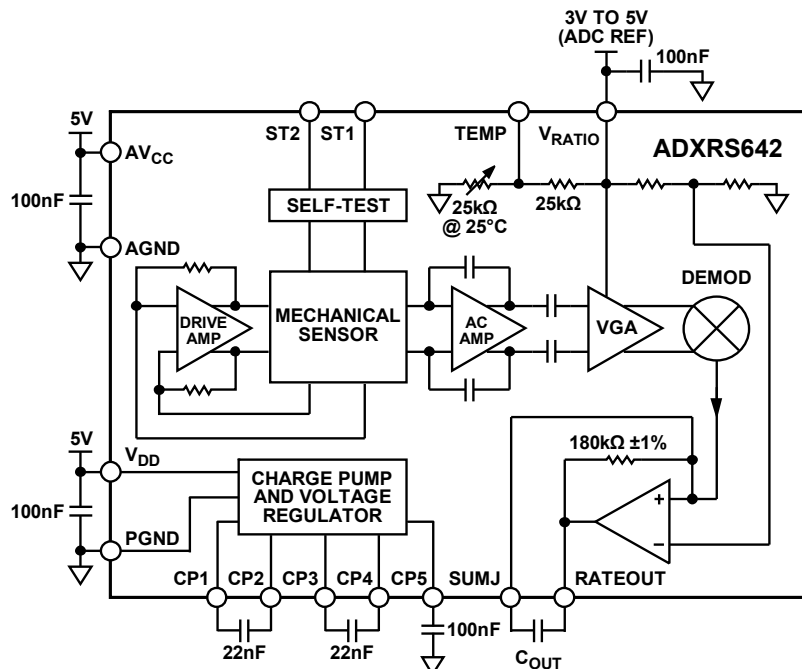 3V TO 5V
(ADC REF)
100nF
5V
ST2
ST1
TEMP
VRATIO
ADXRS642
AVCC
100nF
SELF-TEST
25kΩ
@ 25°C
25kΩ
AGND
DEMOD
DRIVE
AMP
MECHANICAL
SENSOR
AC
AMP
VGA
5V
VDD
180kΩ ±1%
CHARGE PUMP
AND VOLTAGE
REGULATOR
100nF
+
−
PGND
CP1
CP2
CP3
CP4
CP5
SUMJ
RATEOUT
22nF
22nF
100nF
COUT